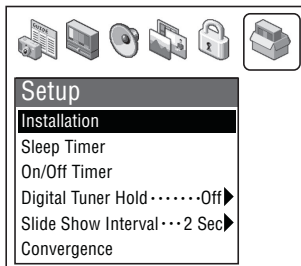 Setup
Installation
Sleep Timer
On/Off Timer
Digital Tuner Hold ·······Off
Slide Show Interval ···2 Sec
Convergence